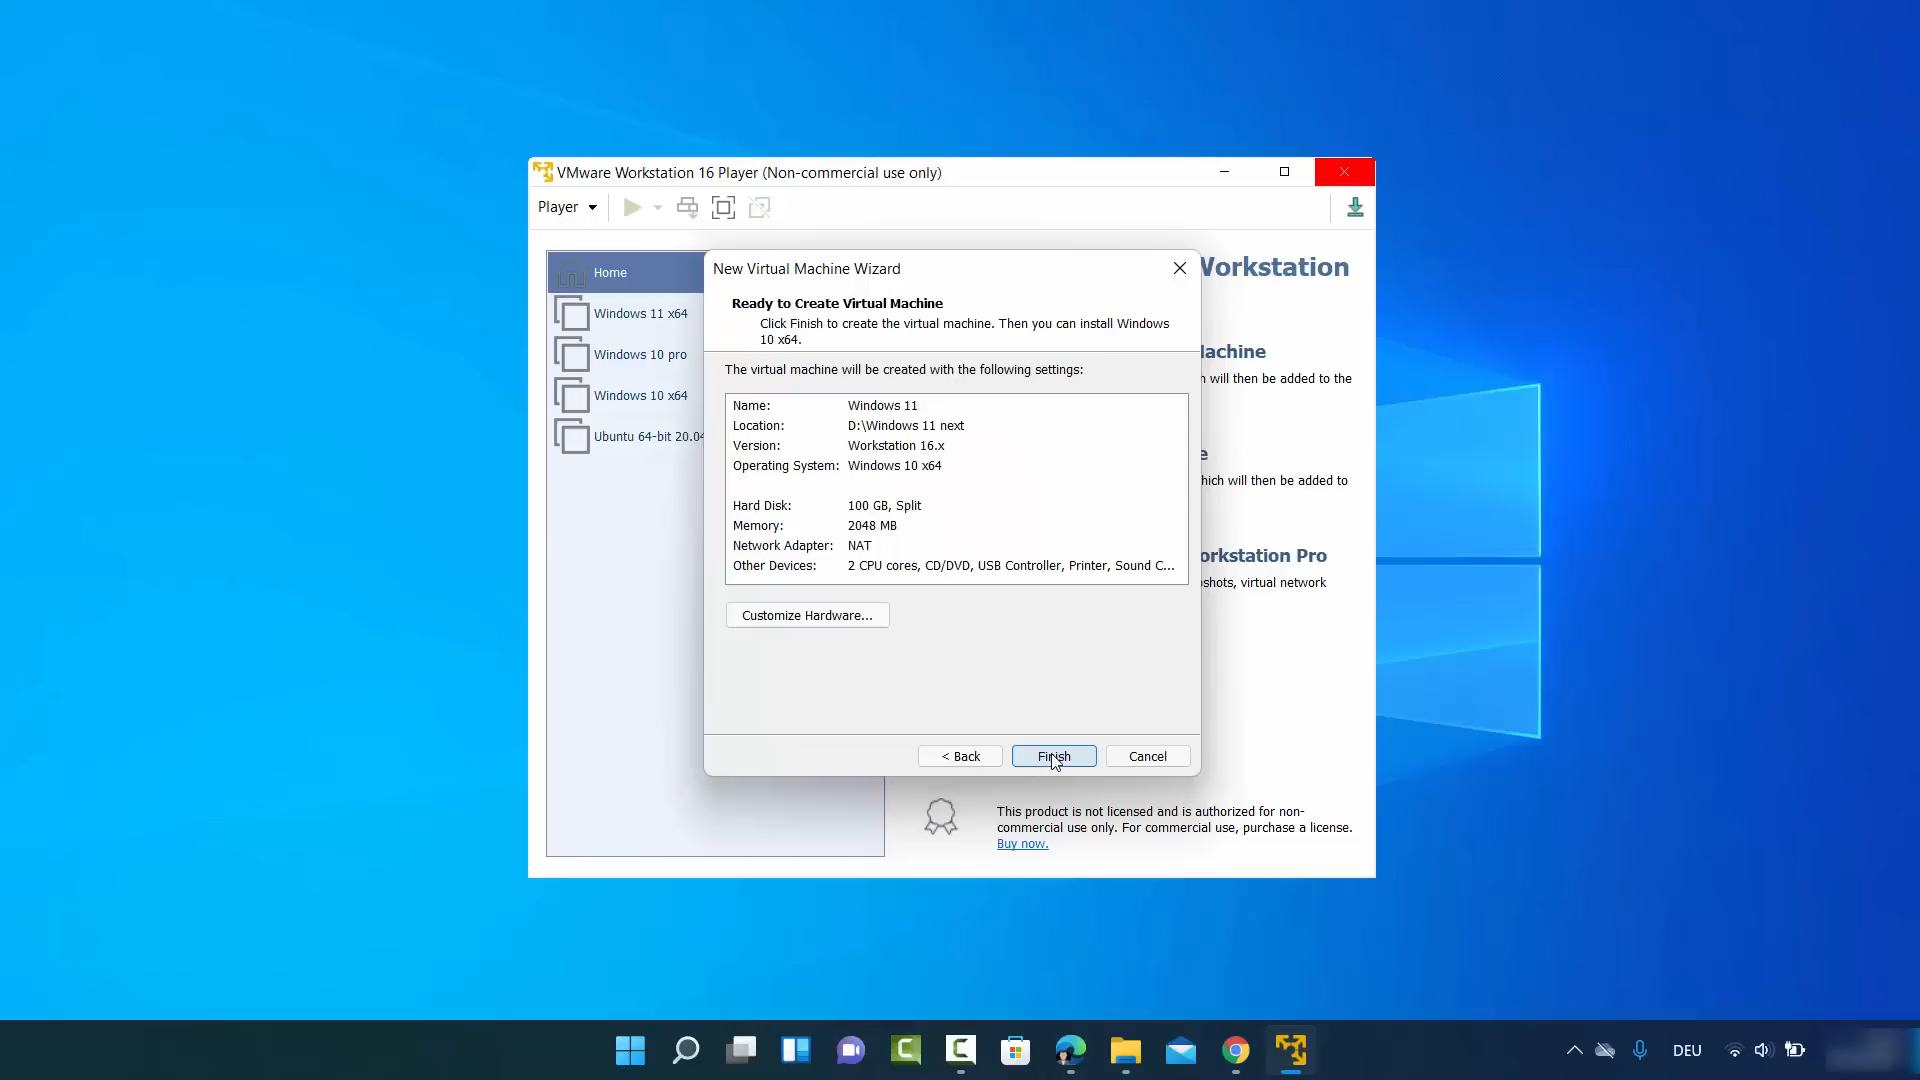 VMware Workstation 16 Player (Non-commercial use only)
Player
Home
Windows 11 x64
Windows 10 pro
Windows 10 x64
Ubuntu 64-bit 20.04
New Virtual Machine Wizard
Ready to Create Virtual Machine
Click Finish to create the virtual machine. Then you can install Windows
10 x64.
The virtual machine will be created with the following settings:
Name: Windows 11
Location: D:\Windows 11 next
Version: Workstation 16.x
Operating System: Windows 10 x64
Hard Disk: 100 GB, Split
Memory: 2048 MB
Network Adapter: NAT
Other Devices: 2 CPU cores, CD/DVD, USB Controller, Printer, Sound C...
Customize Hardware...
< Back
Finish
Cancel
Workstation
achine
will then be added to the
e
hich will then be added to
orkstation Pro
shots, virtual network
This product is not licensed and is authorized for non-
commercial use only. For commercial use, purchase a license.
Buy now.
DEU